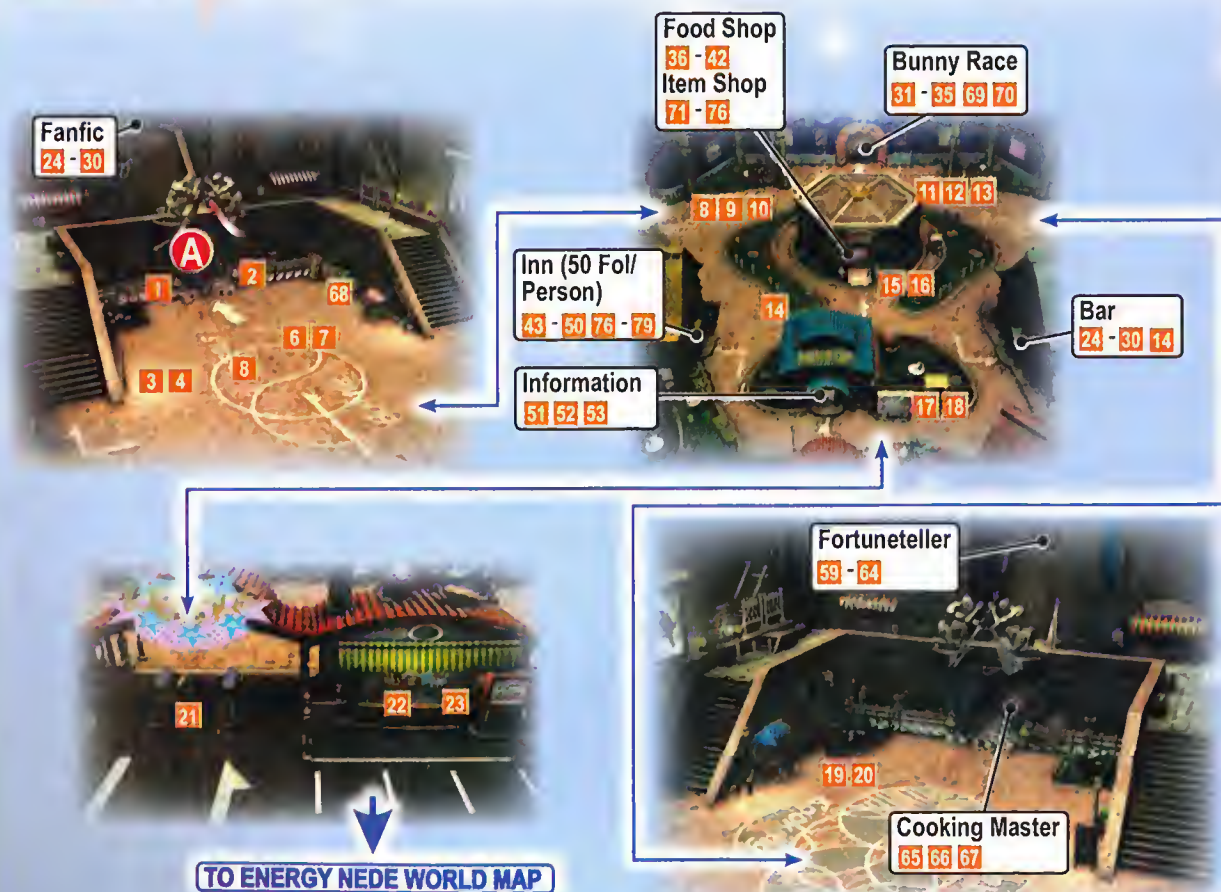 Food Shop
36 - 42
Item Shop
71 - 76
Bunny Race
31 - 35 69 70
Fanfic
24 - 30
A
1
2
68
6 7
8
3 4
8 9 10
11 12 13
15 16
14
17 18
Inn (50 Fol/
Person)
43 - 50 76 - 79
Information
51 52 53
Bar
24 - 30 14
21
22 23
TO ENERGY NEDE WORLD MAP
Fortuneteller
59 - 64
19 20
Cooking Master
65 66 67